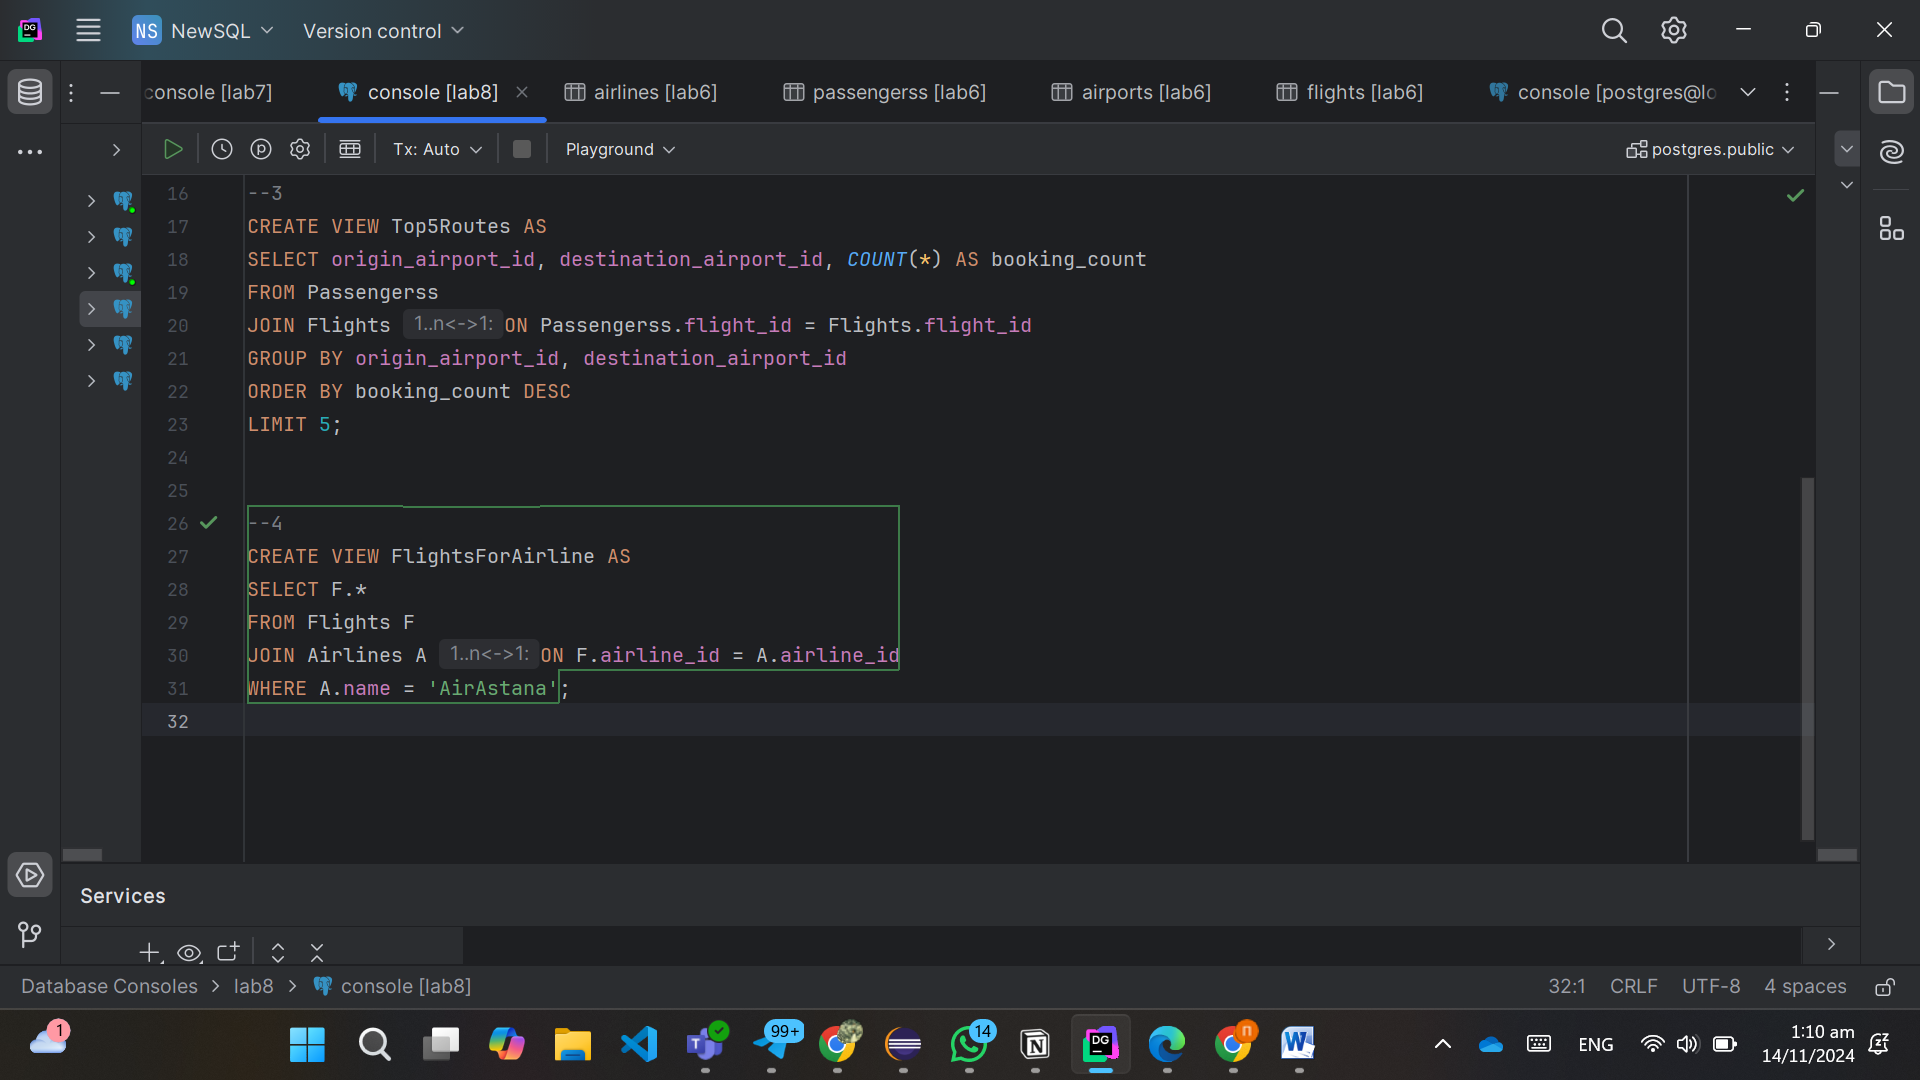 DG
NS NewSQL Version control
console [lab7] console [lab8] airlines [lab6] passengerss [lab6] airports [lab6] flights [lab6] console [postgres@lo
Tx: Auto Playground postgres.public
16 --3
17 CREATE VIEW Top5Routes AS
18 SELECT origin_airport_id, destination_airport_id, COUNT(*) AS booking_count
19 FROM Passengerss
20 JOIN Flights 1..n<->1: ON Passengerss.flight_id = Flights.flight_id
21 GROUP BY origin_airport_id, destination_airport_id
22 ORDER BY booking_count DESC
23 LIMIT 5;
24
25
26 --4
27 CREATE VIEW FlightsForAirline AS
28 SELECT F.*
29 FROM Flights F
30 JOIN Airlines A 1..n<->1: ON F.airline_id = A.airline_id
31 WHERE A.name = 'AirAstana';
32
Services
Database Consoles > lab8 > console [lab8] 32:1 CRLF UTF-8 4 spaces
1 99+ 14 DG n W ENG 1:10 am
14/11/2024